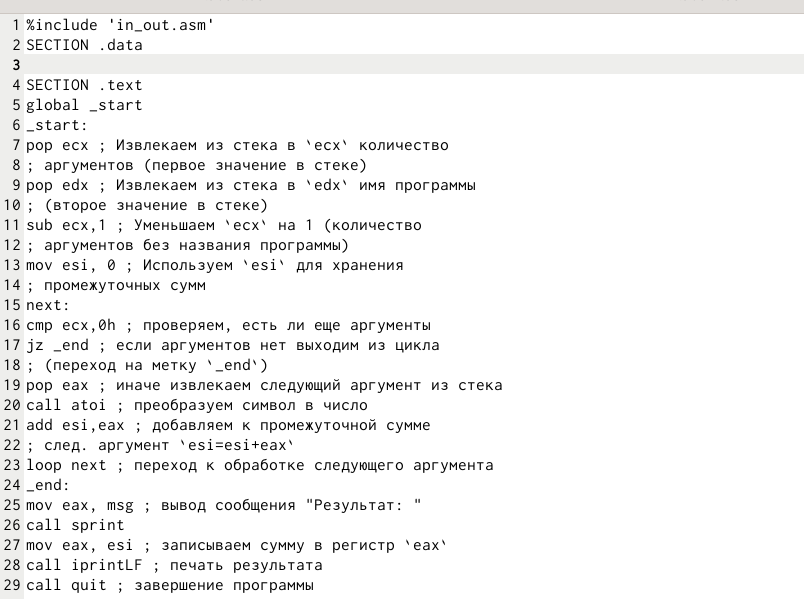 1 %include 'in_out.asm'
2 SECTION .data
3
4 SECTION .text
5 global _start
6 _start:
7 pop ecx ; Извлекаем из стека в `ecx` количество
8 ; аргументов (первое значение в стеке)
9 pop edx ; Извлекаем из стека в `edx` имя программы
10 ; (второе значение в стеке)
11 sub ecx,1 ; Уменьшаем `ecx` на 1 (количество
12 ; аргументов без названия программы)
13 mov esi, 0 ; Используем `esi` для хранения
14 ; промежуточных сумм
15 next:
16 cmp ecx,0h ; проверяем, есть ли еще аргументы
17 jz _end ; если аргументов нет выходим из цикла
18 ; (переход на метку `_end`)
19 pop eax ; иначе извлекаем следующий аргумент из стека
20 call atoi ; преобразуем символ в число
21 add esi,eax ; добавляем к промежуточной сумме
22 ; след. аргумент `esi=esi+eax`
23 loop next ; переход к обработке следующего аргумента
24 _end:
25 mov eax, msg ; вывод сообщения "Результат: "
26 call sprint
27 mov eax, esi ; записываем сумму в регистр `eax`
28 call iprintLF ; печать результата
29 call quit ; завершение программы